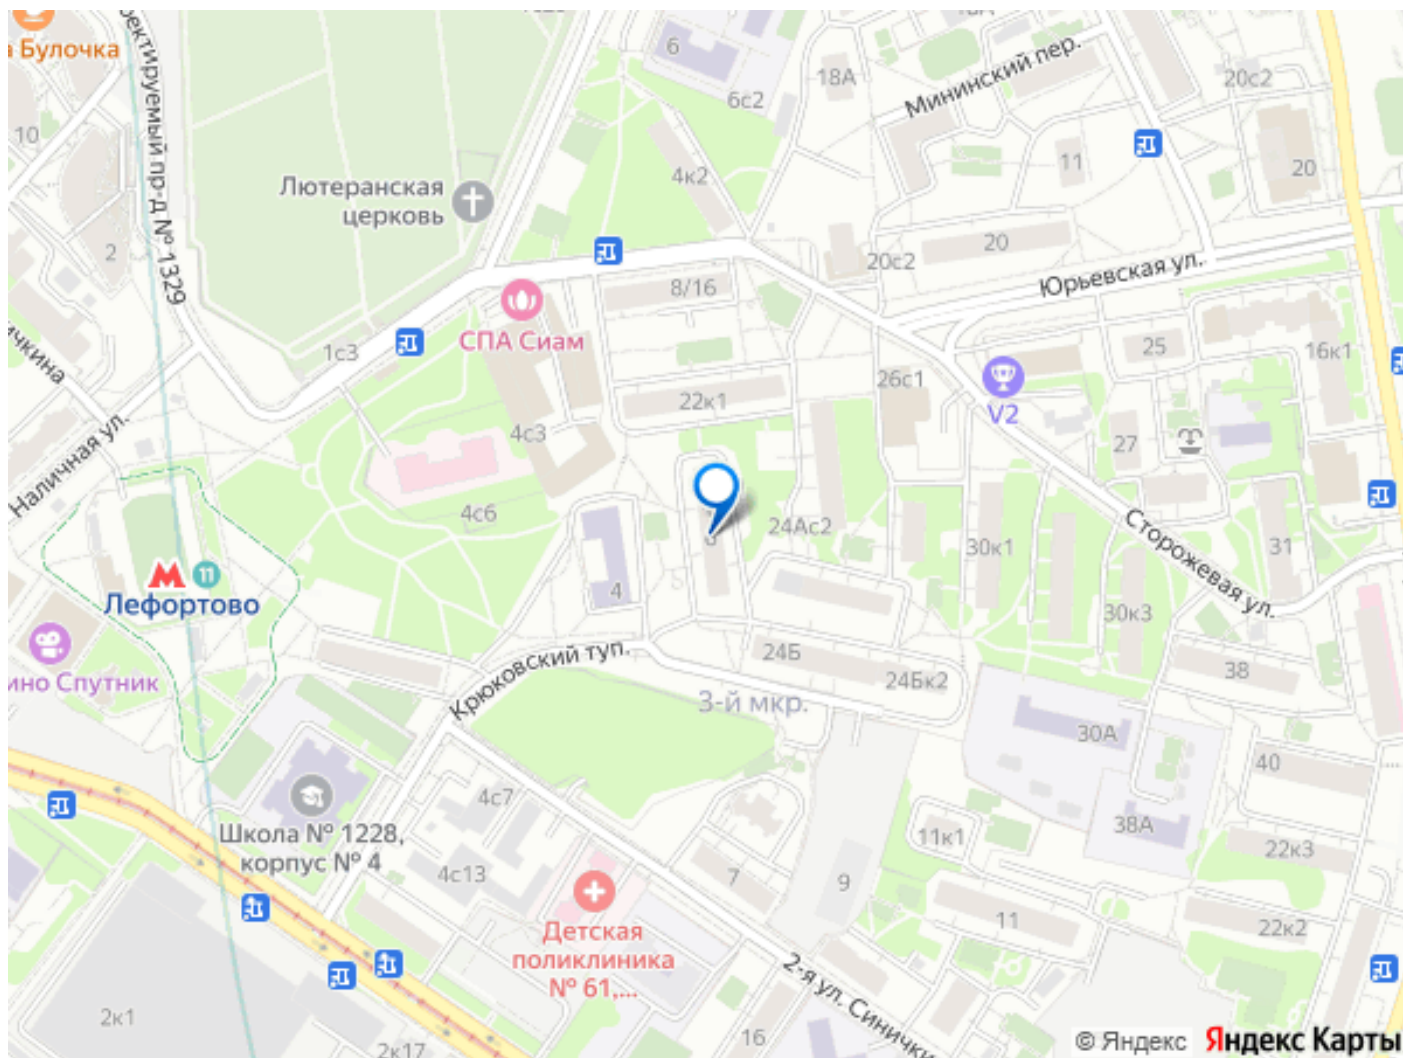 а Булочка
ектируемый пр-д № 1329
10
2
6
6с2
18А
Мининский пер.
20с2
4к2
11
20
Лютеранская
церковь
20
20с2
Юрьевская ул.
8/16
СПА Сиам
1с3
ичкина
25
16к1
26с1
V2
22к1
4с3
27
Наличная ул.
4с6
24Ас2
30к1
Сторожевая ул.
31
11
Лефортово
4
30к3
ино Спутник
Крюковский туп.
24Б
24Бк2
38
3-й мкр.
30А
40
4с7
38А
Школа № 1228,
корпус № 4
11к1
22к3
4с13
7
9
11
22к2
Детская
поликлиника
№ 61,...
2-я ул. Синички
2к1
16
2к17
© Яндекс Яндекс Карты